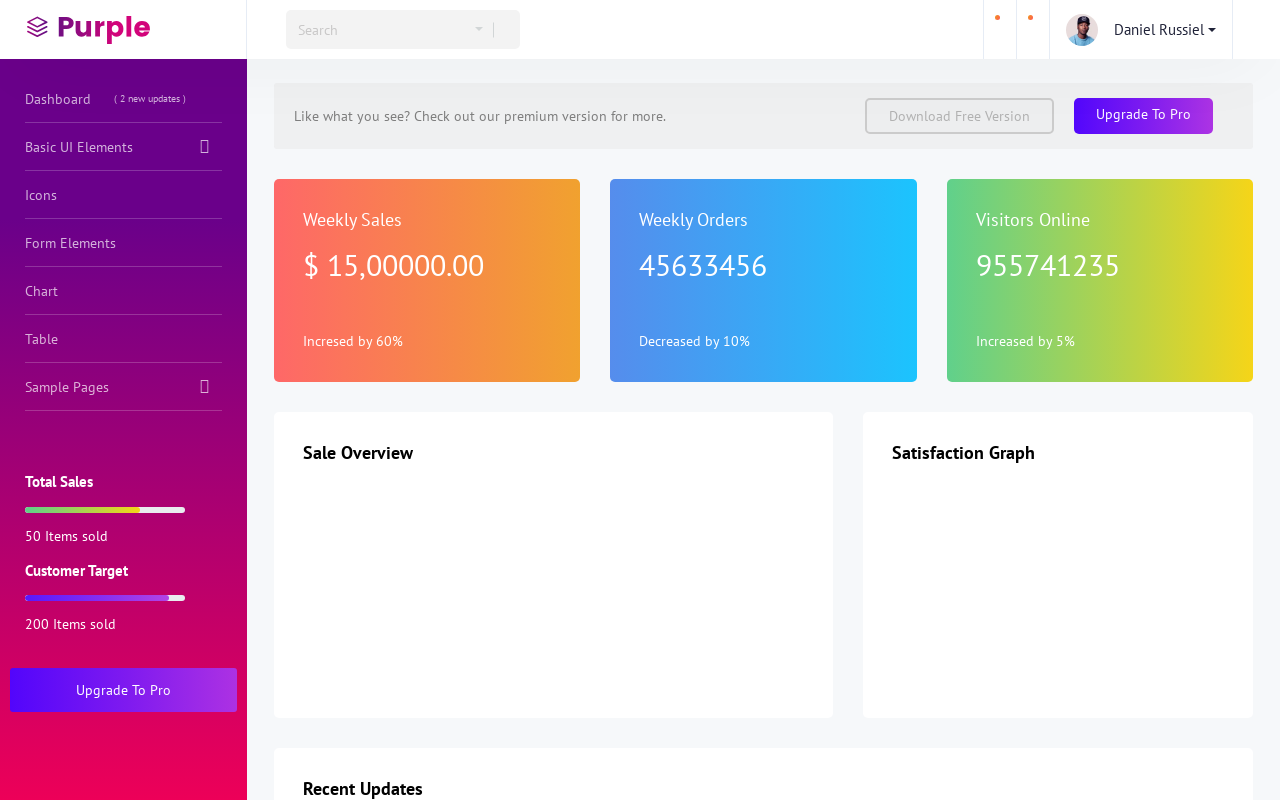 Purple
Search
Daniel Russiel
Dashboard ( 2 new updates )
Basic UI Elements
Icons
Form Elements
Chart
Table
Sample Pages
Total Sales
50 Items sold
Customer Target
200 Items sold
Upgrade To Pro
Like what you see? Check out our premium version for more.
Download Free Version
Upgrade To Pro
Weekly Sales
$ 15,00000.00
Incresed by 60%
Weekly Orders
45633456
Decreased by 10%
Visitors Online
955741235
Increased by 5%
Sale Overview
Satisfaction Graph
Recent Updates